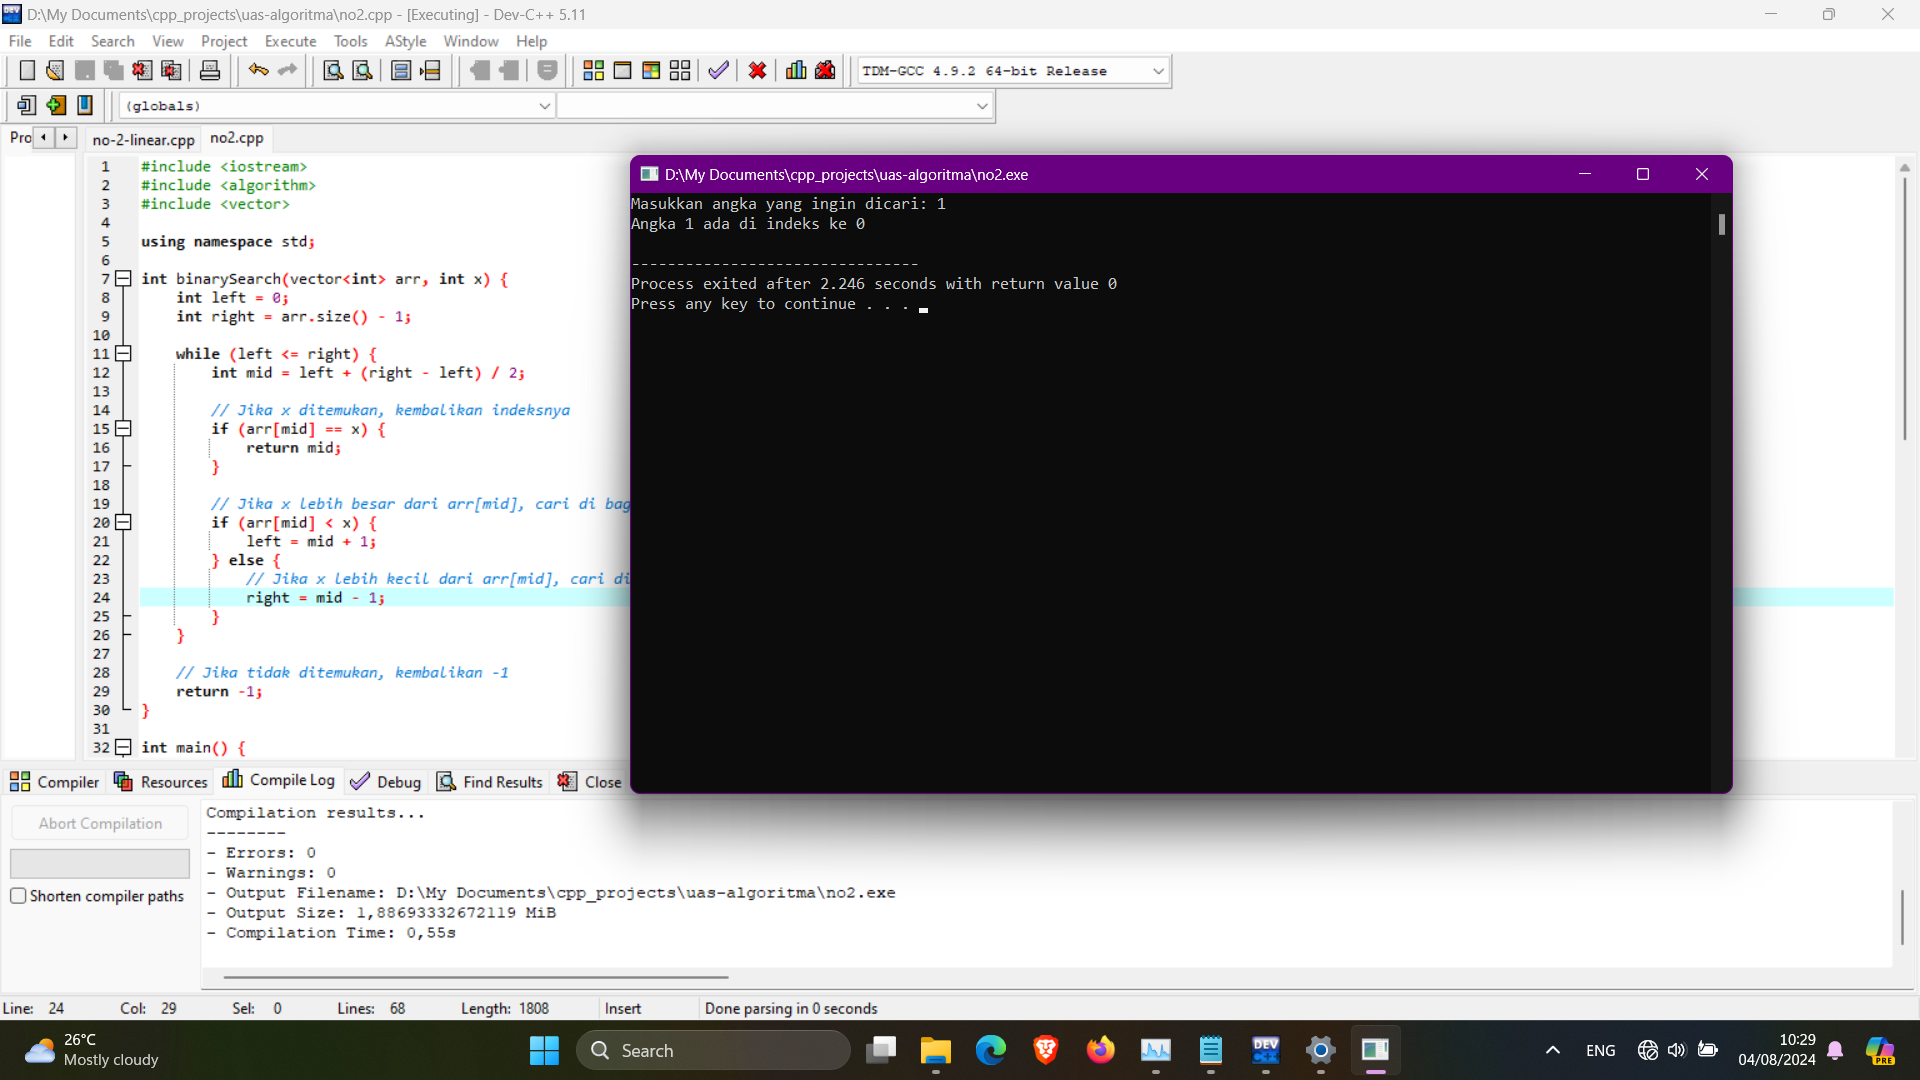 D:\My Documents\cpp_projects\uas-algoritma\no2.cpp - [Executing] - Dev-C++ 5.11
File Edit Search View Project Execute Tools AStyle Window Help
TDM-GCC 4.9.2 64-bit Release
(globals)
Pro no-2-linear.cpp no2.cpp
1 #include <iostream>
2 #include <algorithm>
3 #include <vector>
4
5 using namespace std;
6
7 int binarySearch(vector<int> arr, int x) {
8 int left = 0;
9 int right = arr.size() - 1;
10
11 while (left <= right) {
12 int mid = left + (right - left) / 2;
13
14 // Jika x ditemukan, kembalikan indeksnya
15 if (arr[mid] == x) {
16 return mid;
17 }
18
19 // Jika x lebih besar dari arr[mid], cari di bag
20 if (arr[mid] < x) {
21 left = mid + 1;
22 } else {
23 // Jika x lebih kecil dari arr[mid], cari di
24 right = mid - 1;
25 }
26 }
27
28 // Jika tidak ditemukan, kembalikan -1
29 return -1;
30 }
31
32 int main() {
D:\My Documents\cpp_projects\uas-algoritma\no2.exe
Masukkan angka yang ingin dicari: 1
Angka 1 ada di indeks ke 0
--------------------------------
Process exited after 2.246 seconds with return value 0
Press any key to continue . . .
Compiler Resources Compile Log Debug Find Results Close
Abort Compilation
Shorten compiler paths
Compilation results...
--------
- Errors: 0
- Warnings: 0
- Output Filename: D:\My Documents\cpp_projects\uas-algoritma\no2.exe
- Output Size: 1,88693332672119 MiB
- Compilation Time: 0,55s
Line: 24 Col: 29 Sel: 0 Lines: 68 Length: 1808 Insert Done parsing in 0 seconds
26°C
Mostly cloudy
Search
DEV
C++
ENG
10:29
04/08/2024
PRE